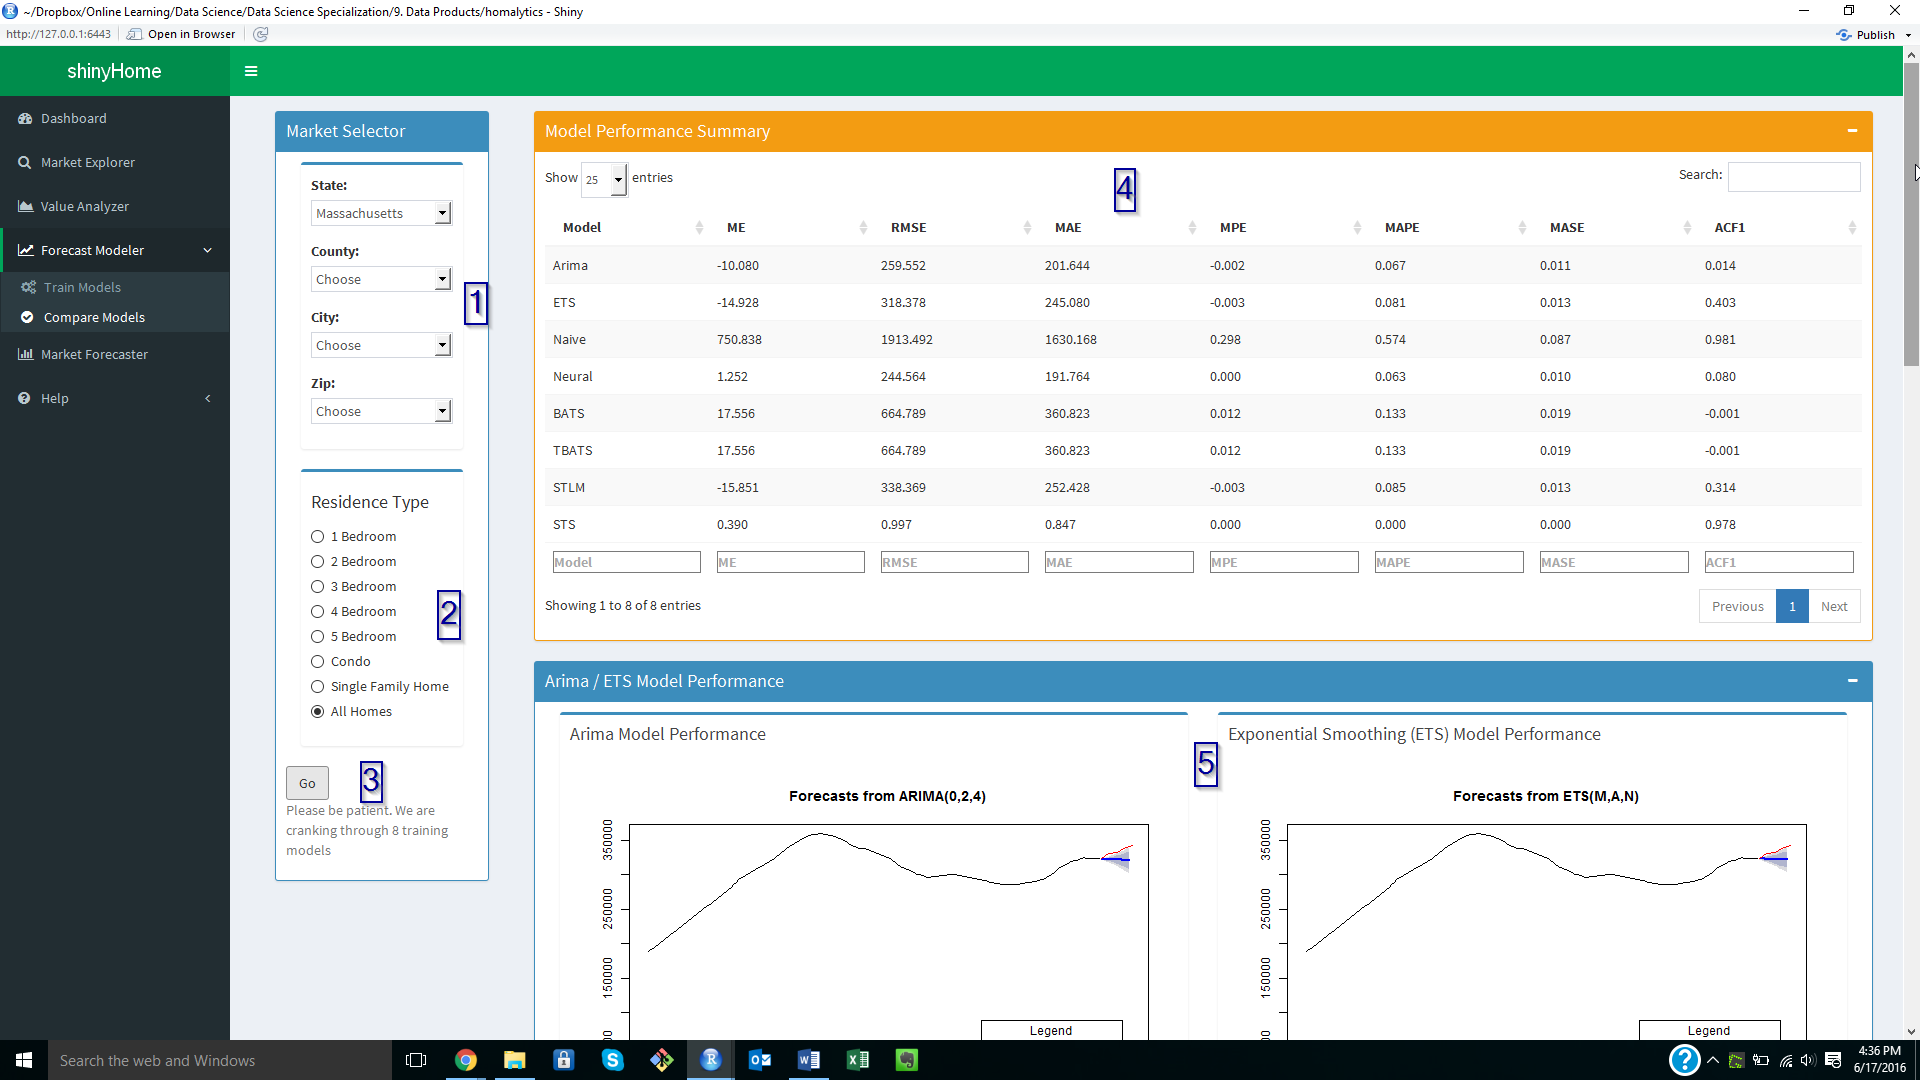 ~/Dropbox/Online Learning/Data Science/Data Science Specialization/9. Data Products/homalytics - Shiny
http://127.0.0.1:6443 Open in Browser Publish
shinyHome
Dashboard
Market Explorer
Value Analyzer
Forecast Modeler
Train Models
Compare Models
Market Forecaster
Help
Market Selector
State:
Massachusetts
County:
Choose
1
City:
Choose
Zip:
Choose
Residence Type
1 Bedroom
2 Bedroom
3 Bedroom
4 Bedroom
2
5 Bedroom
Condo
Single Family Home
All Homes
Go
3
Please be patient. We are
cranking through 8 training
models
Model Performance Summary
Show 25 entries
4
Search:
Model ME RMSE MAE MPE MAPE MASE ACF1
Arima -10.080 259.552 201.644 -0.002 0.067 0.011 0.014
ETS -14.928 318.378 245.080 -0.003 0.081 0.013 0.403
Naive 750.838 1913.492 1630.168 0.298 0.574 0.087 0.981
Neural 1.252 244.564 191.764 0.000 0.063 0.010 0.080
BATS 17.556 664.789 360.823 0.012 0.133 0.019 -0.001
TBATS 17.556 664.789 360.823 0.012 0.133 0.019 -0.001
STLM -15.851 338.369 252.428 -0.003 0.085 0.013 0.314
STS 0.390 0.997 0.847 0.000 0.000 0.000 0.978
Model ME RMSE MAE MPE MAPE MASE ACF1
Showing 1 to 8 of 8 entries
Previous 1 Next
Arima / ETS Model Performance
Arima Model Performance
Forecasts from ARIMA(0,2,4)
350000
250000
150000
Legend
5
Exponential Smoothing (ETS) Model Performance
Forecasts from ETS(M,A,N)
350000
250000
150000
Legend
Search the web and Windows
4:36 PM
6/17/2016